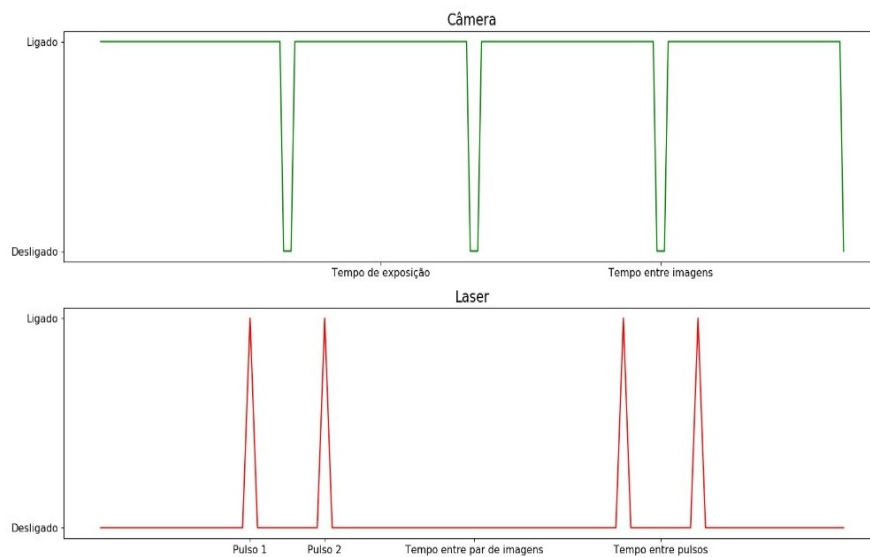 Câmera
Ligado
Desligado
Tempo de exposição
Tempo entre imagens
Laser
Ligado
Desligado
Pulso 1
Pulso 2
Tempo entre par de imagens
Tempo entre pulsos